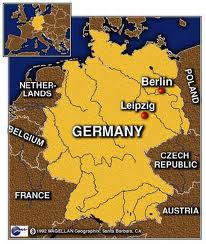 Berlin
NETHER-
LANDS
POLAND
Leipzig
GERMANY
BELGIUM
CZECH
REPUBLIC
FRANCE
AUSTRIA
©1992 MAGELLAN Geographix, Santa Barbara, CA